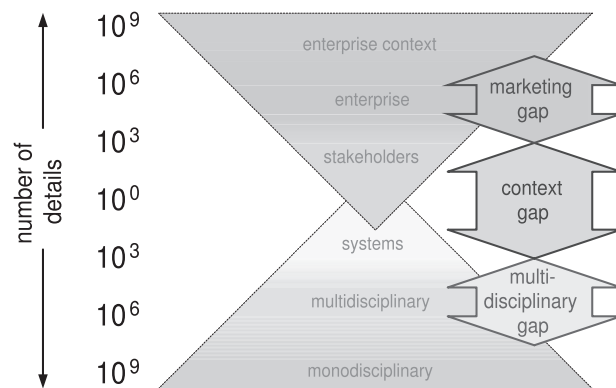 number of
details
10⁹
10⁶
10³
10⁰
10³
10⁶
10⁹
enterprise context
enterprise
stakeholders
systems
multidisciplinary
monodisciplinary
marketing
gap
context
gap
multi-
disciplinary
gap